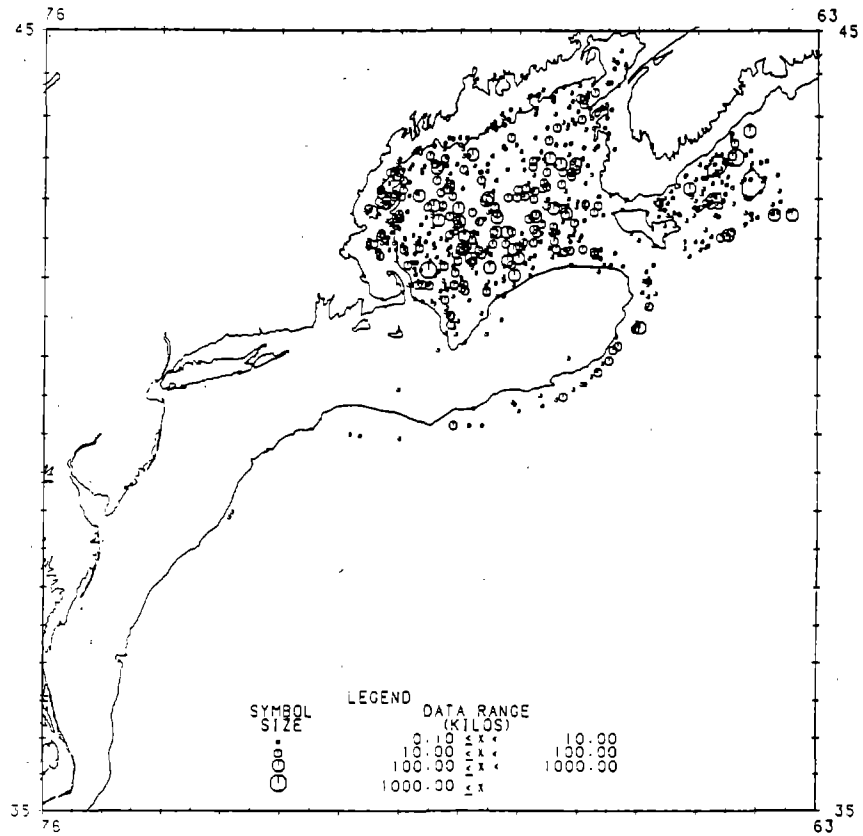 76 63
45 45
LEGEND
SYMBOL SIZE DATA RANGE (KILOS)
0.10 ≤ X < 10.00
10.00 ≤ X < 100.00
100.00 ≤ X < 1000.00
1000.00 ≤ X
35 35
76 63